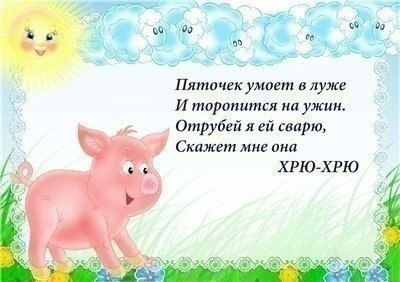 Пяточек умоет в луже
И торопится на ужин.
Отрубей я ей сварю,
Скажет мне она
ХРЮ-ХРЮ